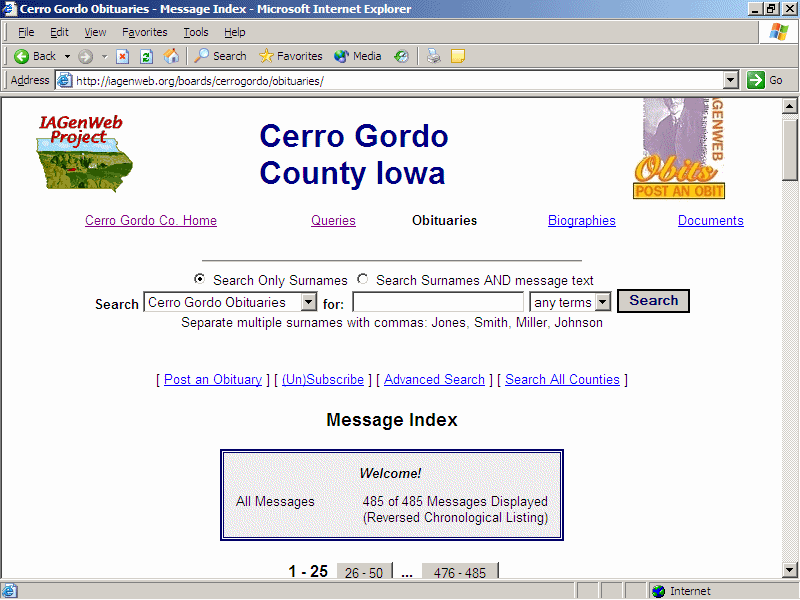 Cerro Gordo Obituaries - Message Index - Microsoft Internet Explorer
File Edit View Favorites Tools Help
Back Search Favorites Media
Address http://iagenweb.org/boards/cerrogordo/obituaries/ Go
IAGenWeb
Project
Cerro Gordo
County Iowa
AGENWEB
Obits
POST AN OBIT
Cerro Gordo Co. Home Queries Obituaries Biographies Documents
Search Only Surnames Search Surnames AND message text
Search Cerro Gordo Obituaries for: any terms Search
Separate multiple surnames with commas: Jones, Smith, Miller, Johnson
[ Post an Obituary ] [ (Un)Subscribe ] [ Advanced Search ] [ Search All Counties ]
Message Index
Welcome!
All Messages 485 of 485 Messages Displayed
(Reversed Chronological Listing)
1 - 25 26 - 50 ... 476 - 485
Internet